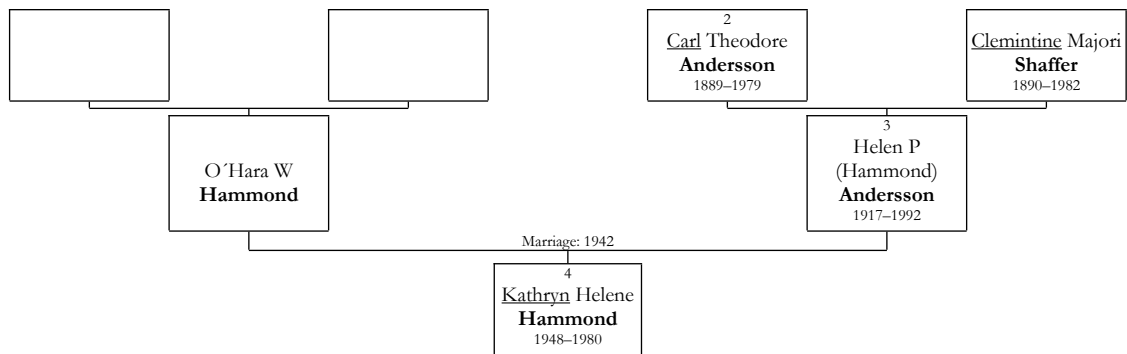 2
Carl Theodore
Andersson
1889–1979
Clemintine Majori
Shaffer
1890–1982
O´Hara W
Hammond
3
Helen P
(Hammond)
Andersson
1917–1992
Marriage: 1942
4
Kathryn Helene
Hammond
1948–1980